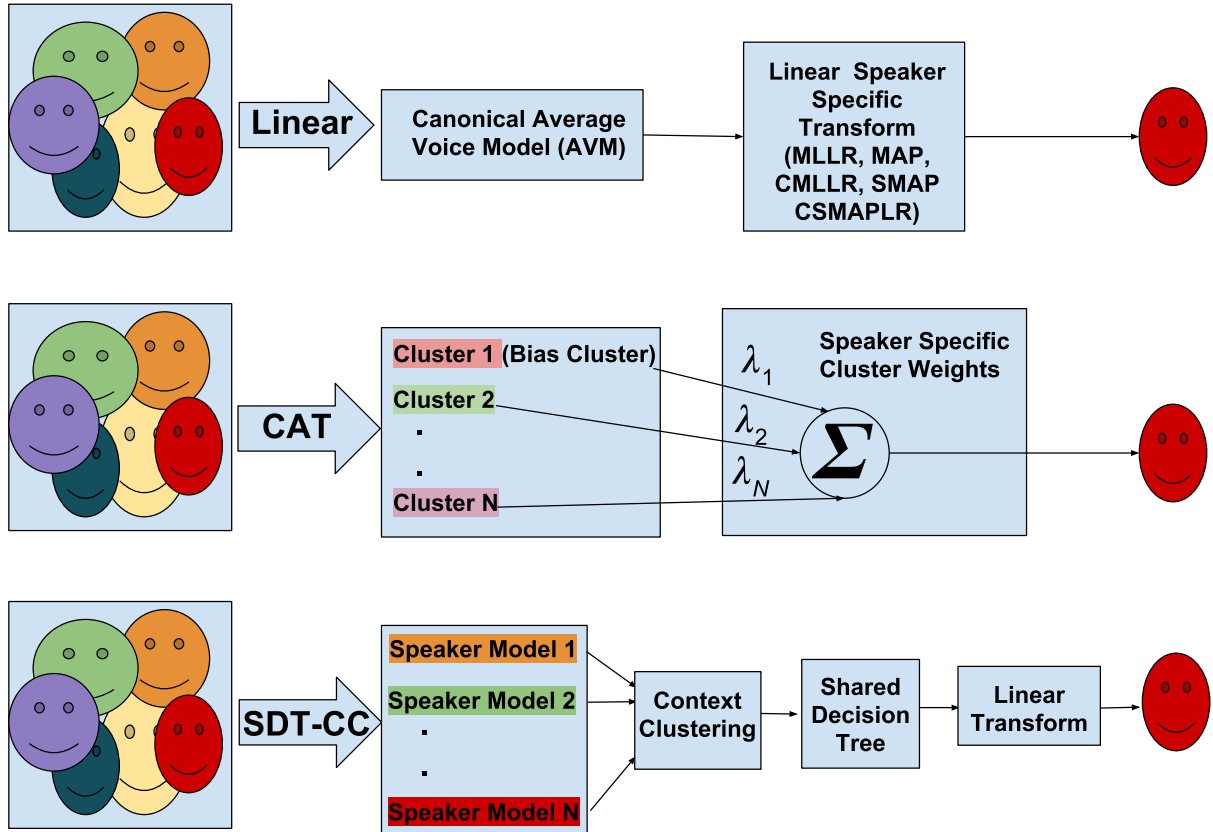 Linear
Canonical Average
Voice Model (AVM)
Linear Speaker
Specific
Transform
(MLLR, MAP,
CMLLR, SMAP
CSMAPLR)
CAT
Cluster 1 (Bias Cluster)
Cluster 2
.
.
Cluster N
λ1
λ2
λN
Σ
Speaker Specific
Cluster Weights
SDT-CC
Speaker Model 1
Speaker Model 2
.
.
Speaker Model N
Context
Clustering
Shared
Decision
Tree
Linear
Transform